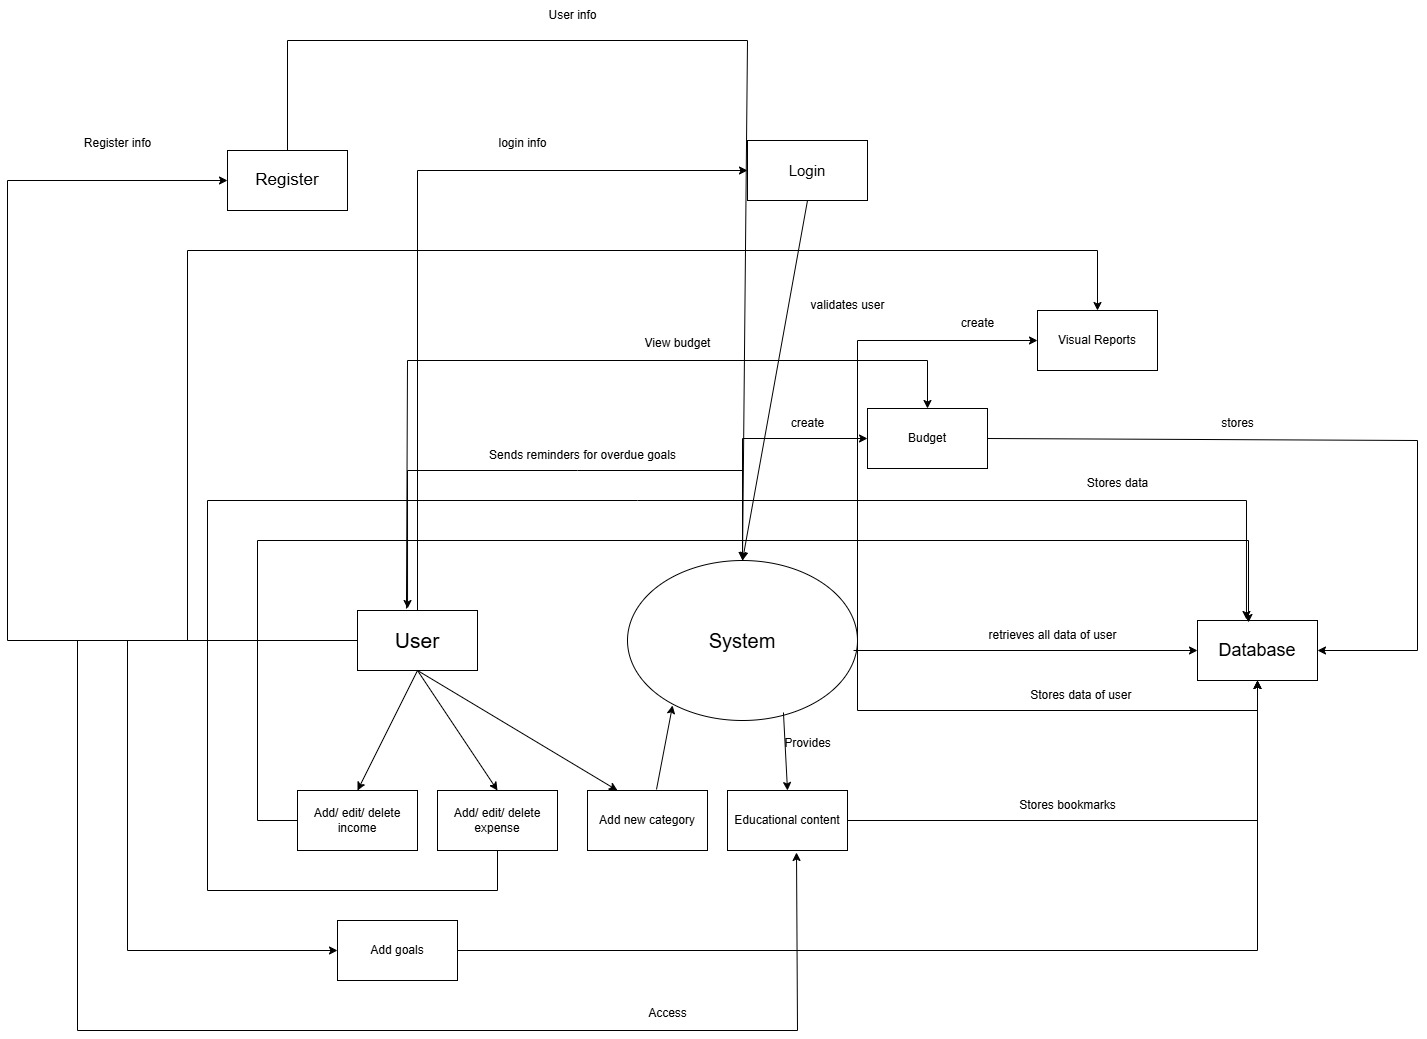 User info
Register info
login info
Register
Login
validates user
create
Visual Reports
View budget
create
Budget
stores
Sends reminders for overdue goals
Stores data
User
System
retrieves all data of user
Database
Stores data of user
Provides
Add/ edit/ delete
income
Add/ edit/ delete
expense
Add new category
Educational content
Stores bookmarks
Add goals
Access